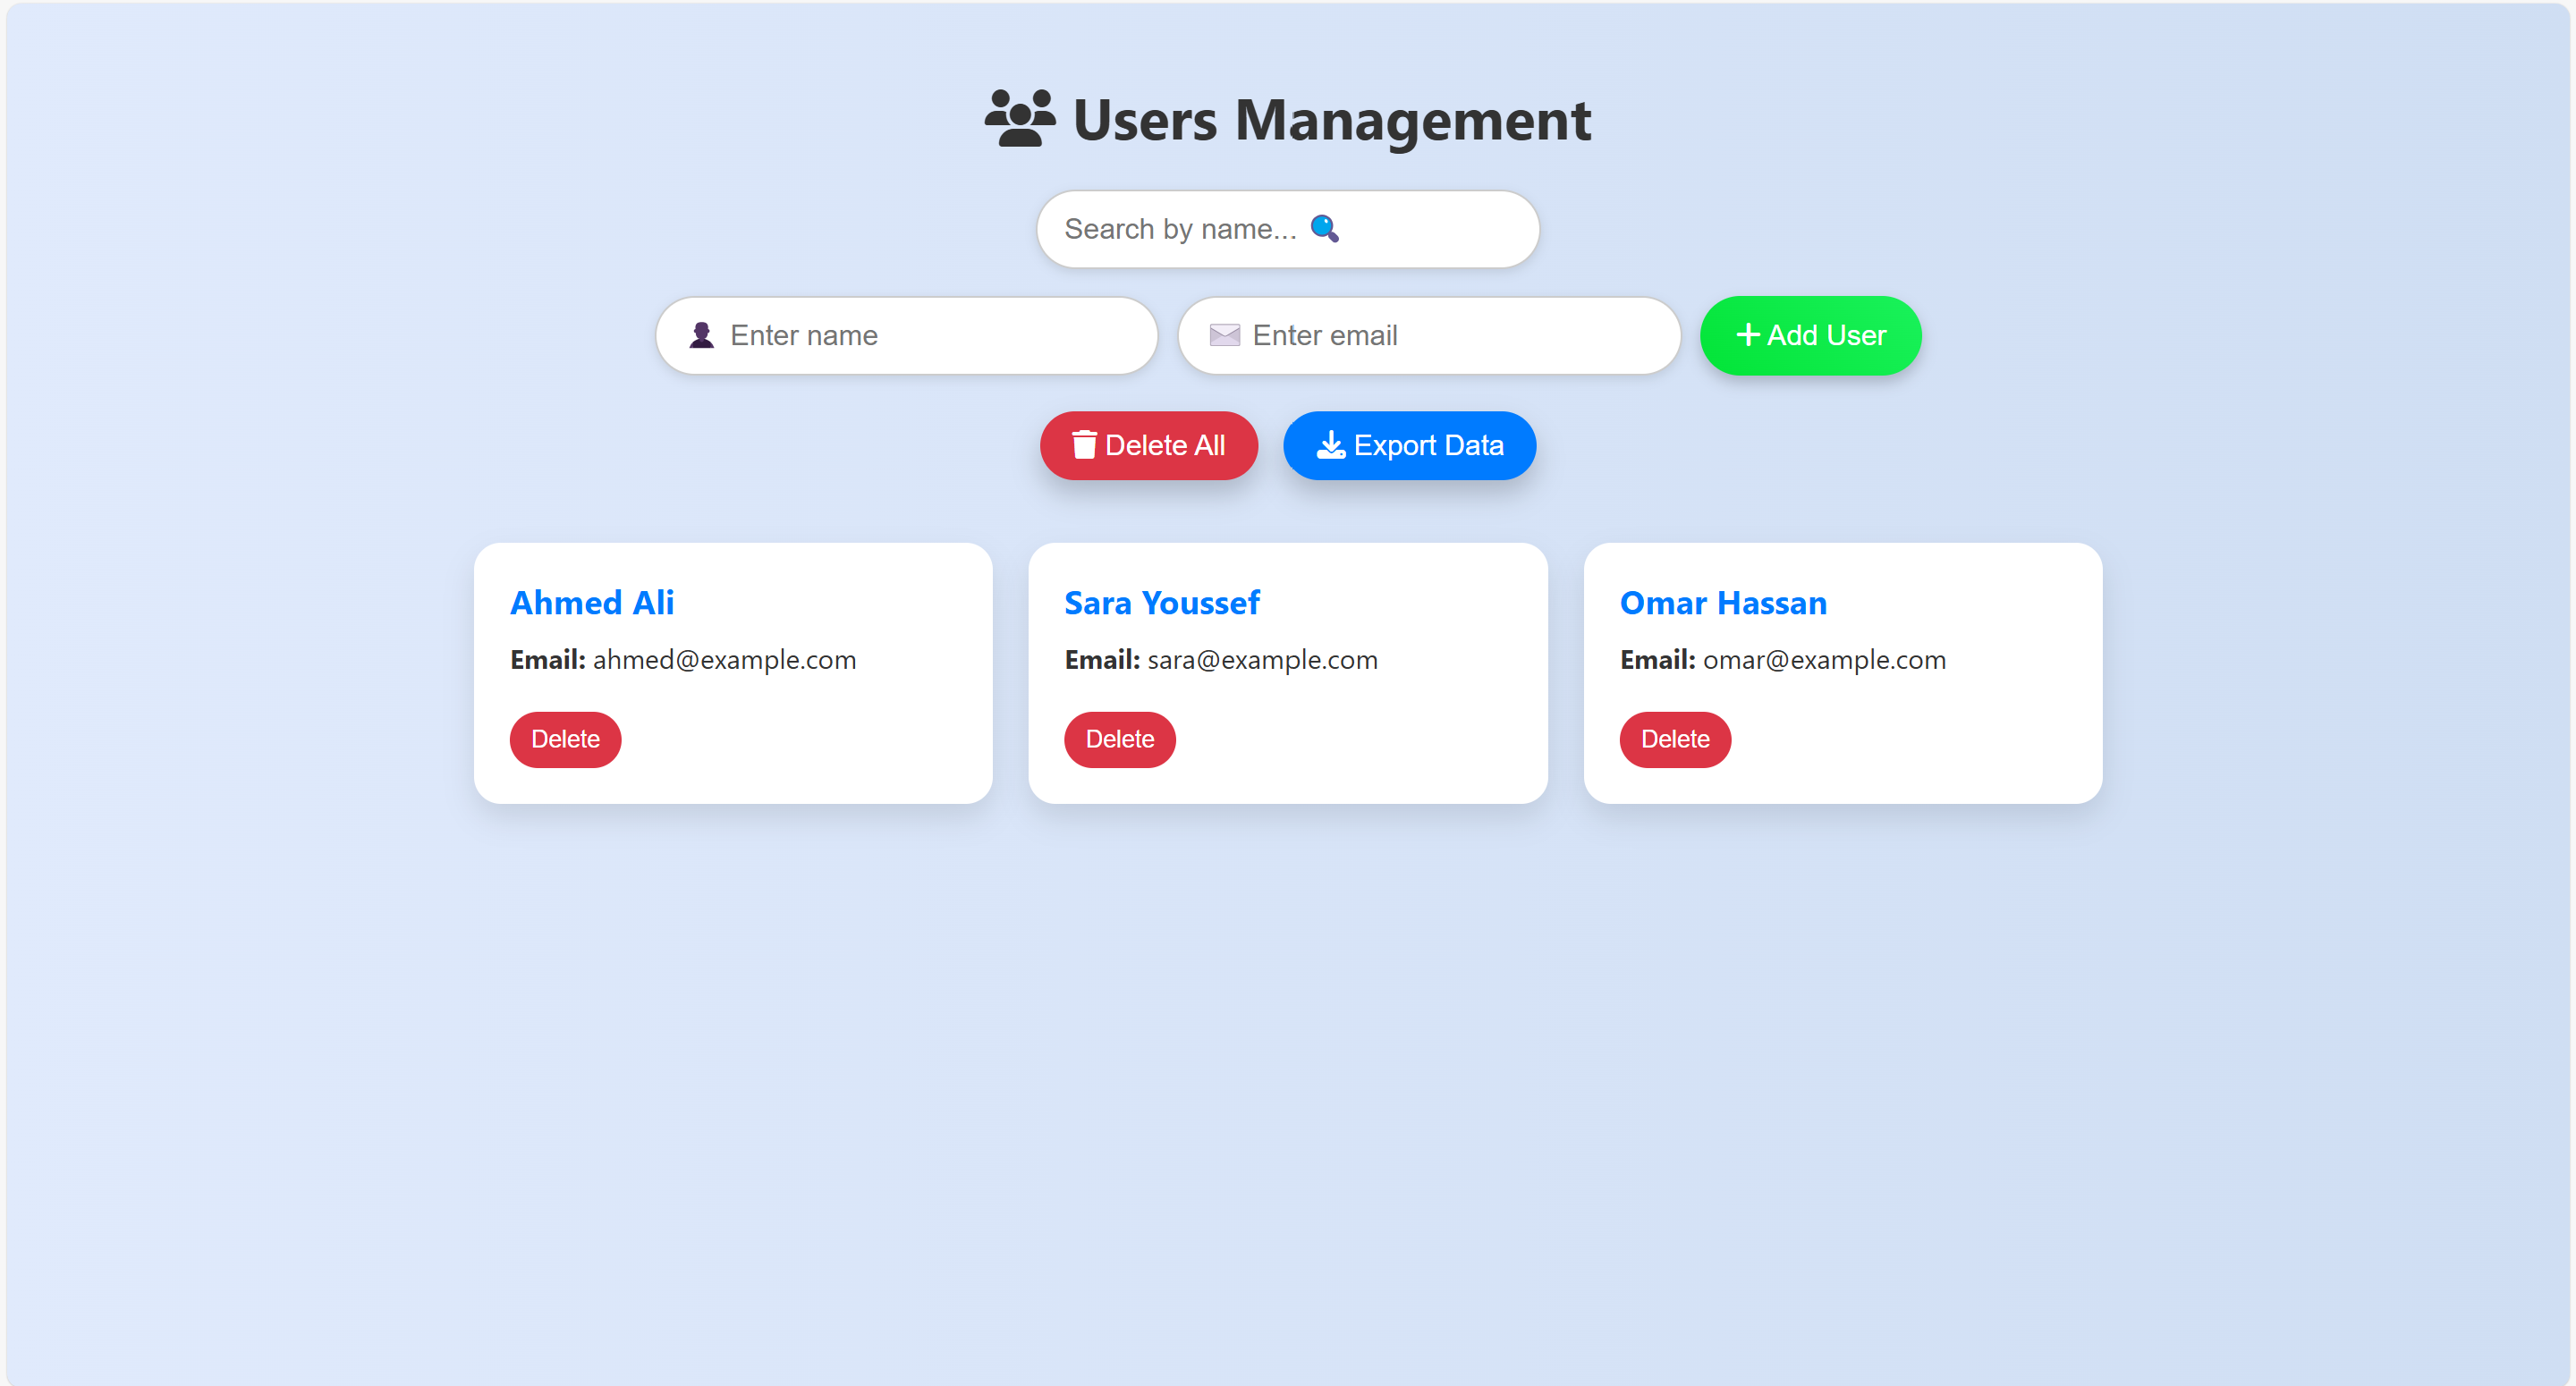 Users Management
Search by name... 🔍
👤 Enter name
✉️ Enter email
Add User
Delete All
Export Data
Ahmed Ali
Email: ahmed@example.com
Delete
Sara Youssef
Email: sara@example.com
Delete
Omar Hassan
Email: omar@example.com
Delete